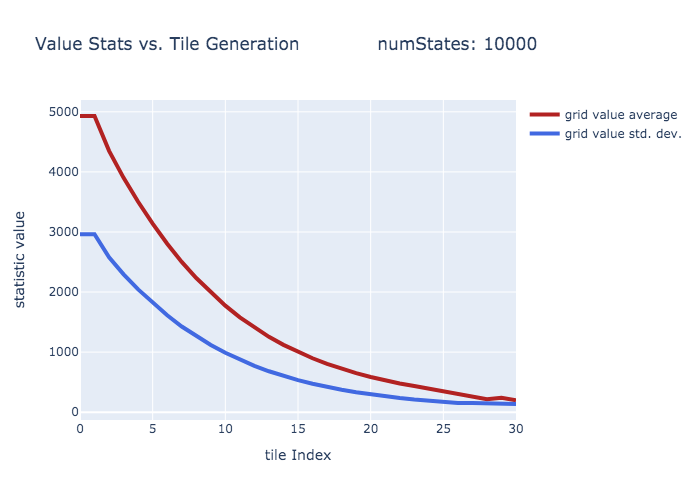 Value Stats vs. Tile Generation numStates: 10000
grid value average
grid value std. dev.
5000
4000
3000
2000
1000
0
statistic value
0 5 10 15 20 25 30
tile Index